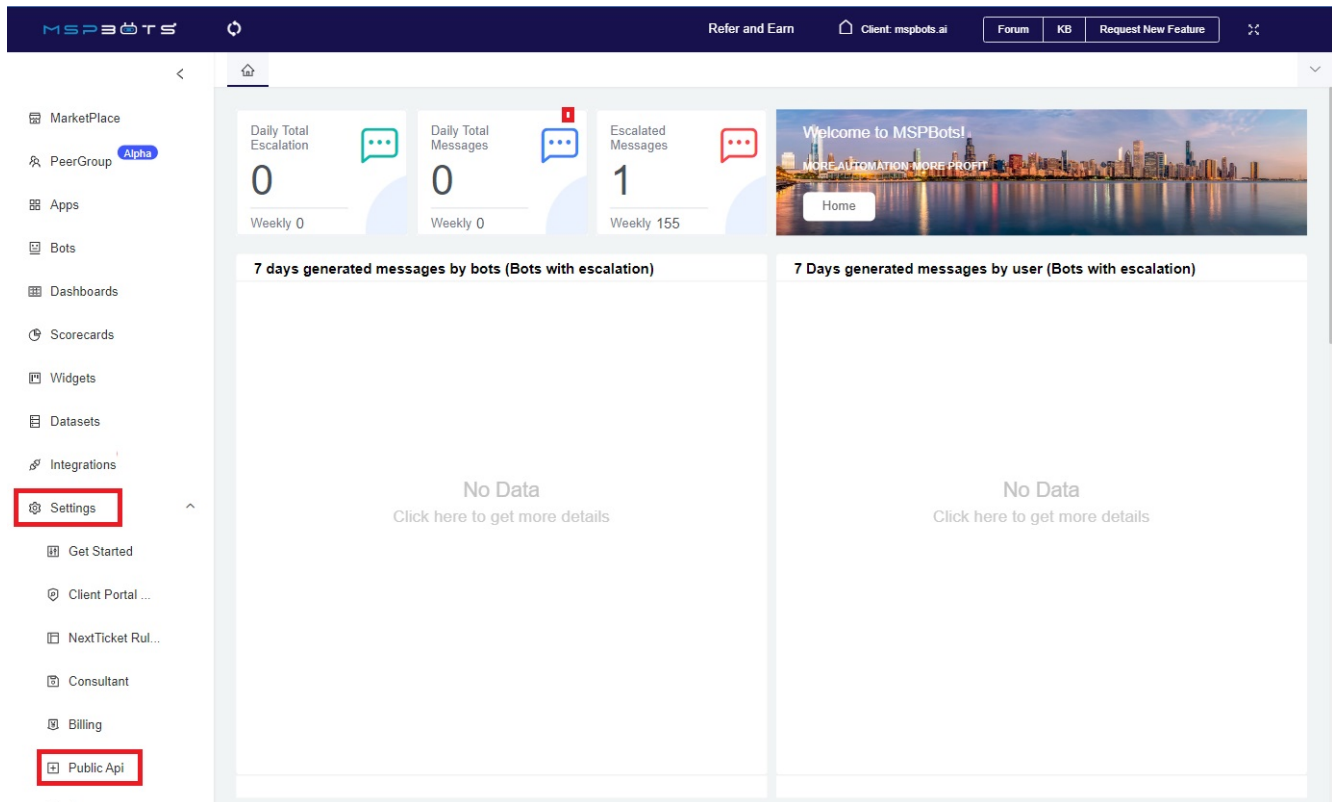 MSPBOTS
Refer and Earn
Client: mspbots.ai
Forum
KB
Request New Feature
MarketPlace
PeerGroup
Alpha
Apps
Bots
Dashboards
Scorecards
Widgets
Datasets
Integrations
Settings
Get Started
Client Portal ...
NextTicket Rul...
Consultant
Billing
Public Api
Daily Total
Escalation
0
Weekly 0
Daily Total
Messages
0
Weekly 0
Escalated
Messages
1
Weekly 155
Welcome to MSPBots!
MORE AUTOMATION MORE PROFIT
Home
7 days generated messages by bots (Bots with escalation)
No Data
Click here to get more details
7 Days generated messages by user (Bots with escalation)
No Data
Click here to get more details